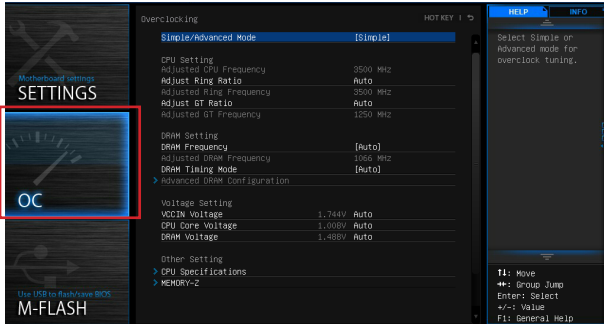 Motherboard settings
SETTINGS
OC
Use USB to flash/save BIOS
M-FLASH
Overclocking
HOT KEY
Simple/Advanced Mode [Simple]
CPU Setting
Adjusted CPU Frequency 3500 MHz
Adjust Ring Ratio Auto
Adjusted Ring Frequency 3500 MHz
Adjust GT Ratio Auto
Adjusted GT Frequency 1250 MHz
DRAM Setting
DRAM Frequency [Auto]
Adjusted DRAM Frequency 1066 MHz
DRAM Timing Mode [Auto]
> Advanced DRAM Configuration
Voltage Setting
VCCIN Voltage 1.744V Auto
CPU Core Voltage 1.008V Auto
DRAM Voltage 1.488V Auto
Other Setting
> CPU Specifications
> MEMORY-Z
HELP
INFO
Select Simple or
Advanced mode for
overclock tuning.
↑↓: Move
→←: Group Jump
Enter: Select
+/-: Value
F1: General Help